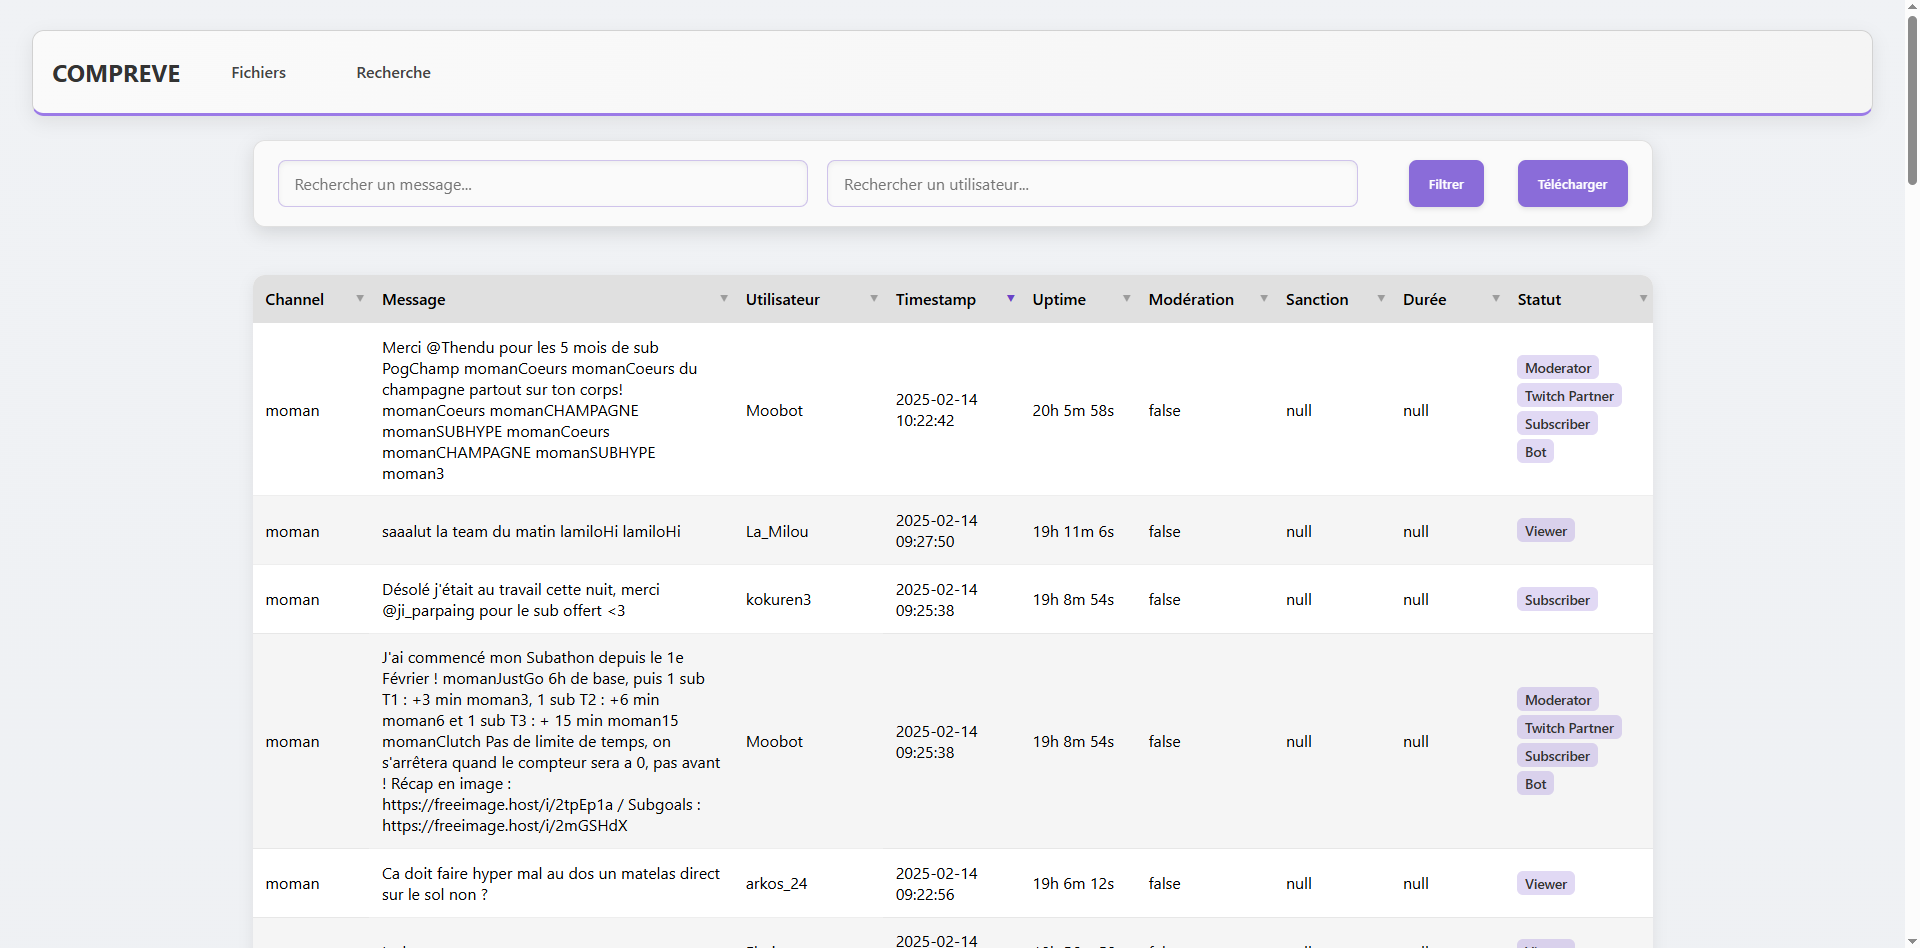 COMPREVE Fichiers Recherche
Rechercher un message... Rechercher un utilisateur... Filtrer Télécharger
Channel Message Utilisateur Timestamp Uptime Modération Sanction Durée Statut
moman
Merci @Thendu pour les 5 mois de sub
PogChamp momanCoeurs momanCoeurs du
champagne partout sur ton corps!
momanCoeurs momanCHAMPAGNE
momanSUBHYPE momanCoeurs
momanCHAMPAGNE momanSUBHYPE
moman3
Moobot
2025-02-14
10:22:42
20h 5m 58s
false
null
null
Moderator
Twitch Partner
Subscriber
Bot
moman
saaalut la team du matin lamiloHi lamiloHi
La_Milou
2025-02-14
09:27:50
19h 11m 6s
false
null
null
Viewer
moman
Désolé j'était au travail cette nuit, merci
@ji_parpaing pour le sub offert <3
kokuren3
2025-02-14
09:25:38
19h 8m 54s
false
null
null
Subscriber
moman
J'ai commencé mon Subathon depuis le 1e
Février ! momanJustGo 6h de base, puis 1 sub
T1 : +3 min moman3, 1 sub T2 : +6 min
moman6 et 1 sub T3 : + 15 min moman15
momanClutch Pas de limite de temps, on
s'arrêtera quand le compteur sera a 0, pas avant
! Récap en image :
https://freeimage.host/i/2tpEp1a / Subgoals :
https://freeimage.host/i/2mGSHdX
Moobot
2025-02-14
09:25:38
19h 8m 54s
false
null
null
Moderator
Twitch Partner
Subscriber
Bot
moman
Ca doit faire hyper mal au dos un matelas direct
sur le sol non ?
arkos_24
2025-02-14
09:22:56
19h 6m 12s
false
null
null
Viewer
2025-02-14